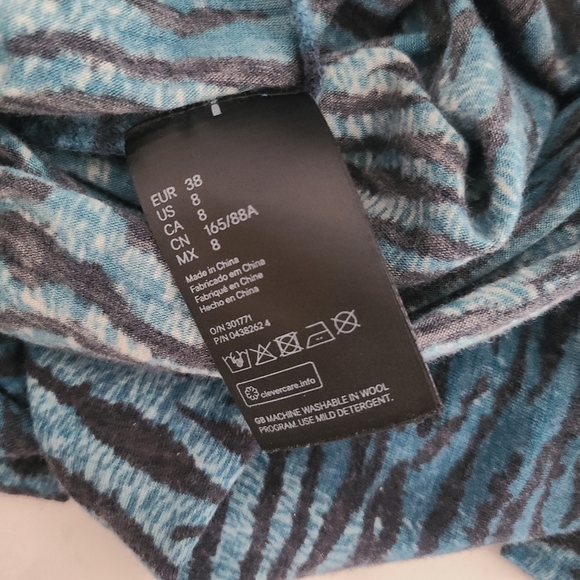 EUR 38
US 8
CA 8
CN 165/88A
MX 8
Made in China
Fabricado em China
Fabriqué en Chine
Hecho en China
O/N 301771
P/N 0438262 4
clevercare.info
GB MACHINE WASHABLE IN WOOL
PROGRAM. USE MILD DETERGENT.